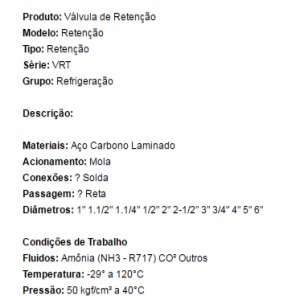 Produto: Válvula de Retenção
Modelo: Retenção
Tipo: Retenção
Série: VRT
Grupo: Refrigeração
Descrição:
Materiais: Aço Carbono Laminado
Acionamento: Mola
Conexões: ? Solda
Passagem: ? Reta
Diâmetros: 1" 1.1/2" 1.1/4" 1/2" 2" 2-1/2" 3" 3/4" 4" 5" 6"
Condições de Trabalho
Fluidos: Amônia (NH3 - R717) CO² Outros
Temperatura: -29° a 120°C
Pressão: 50 kgf/cm² a 40°C